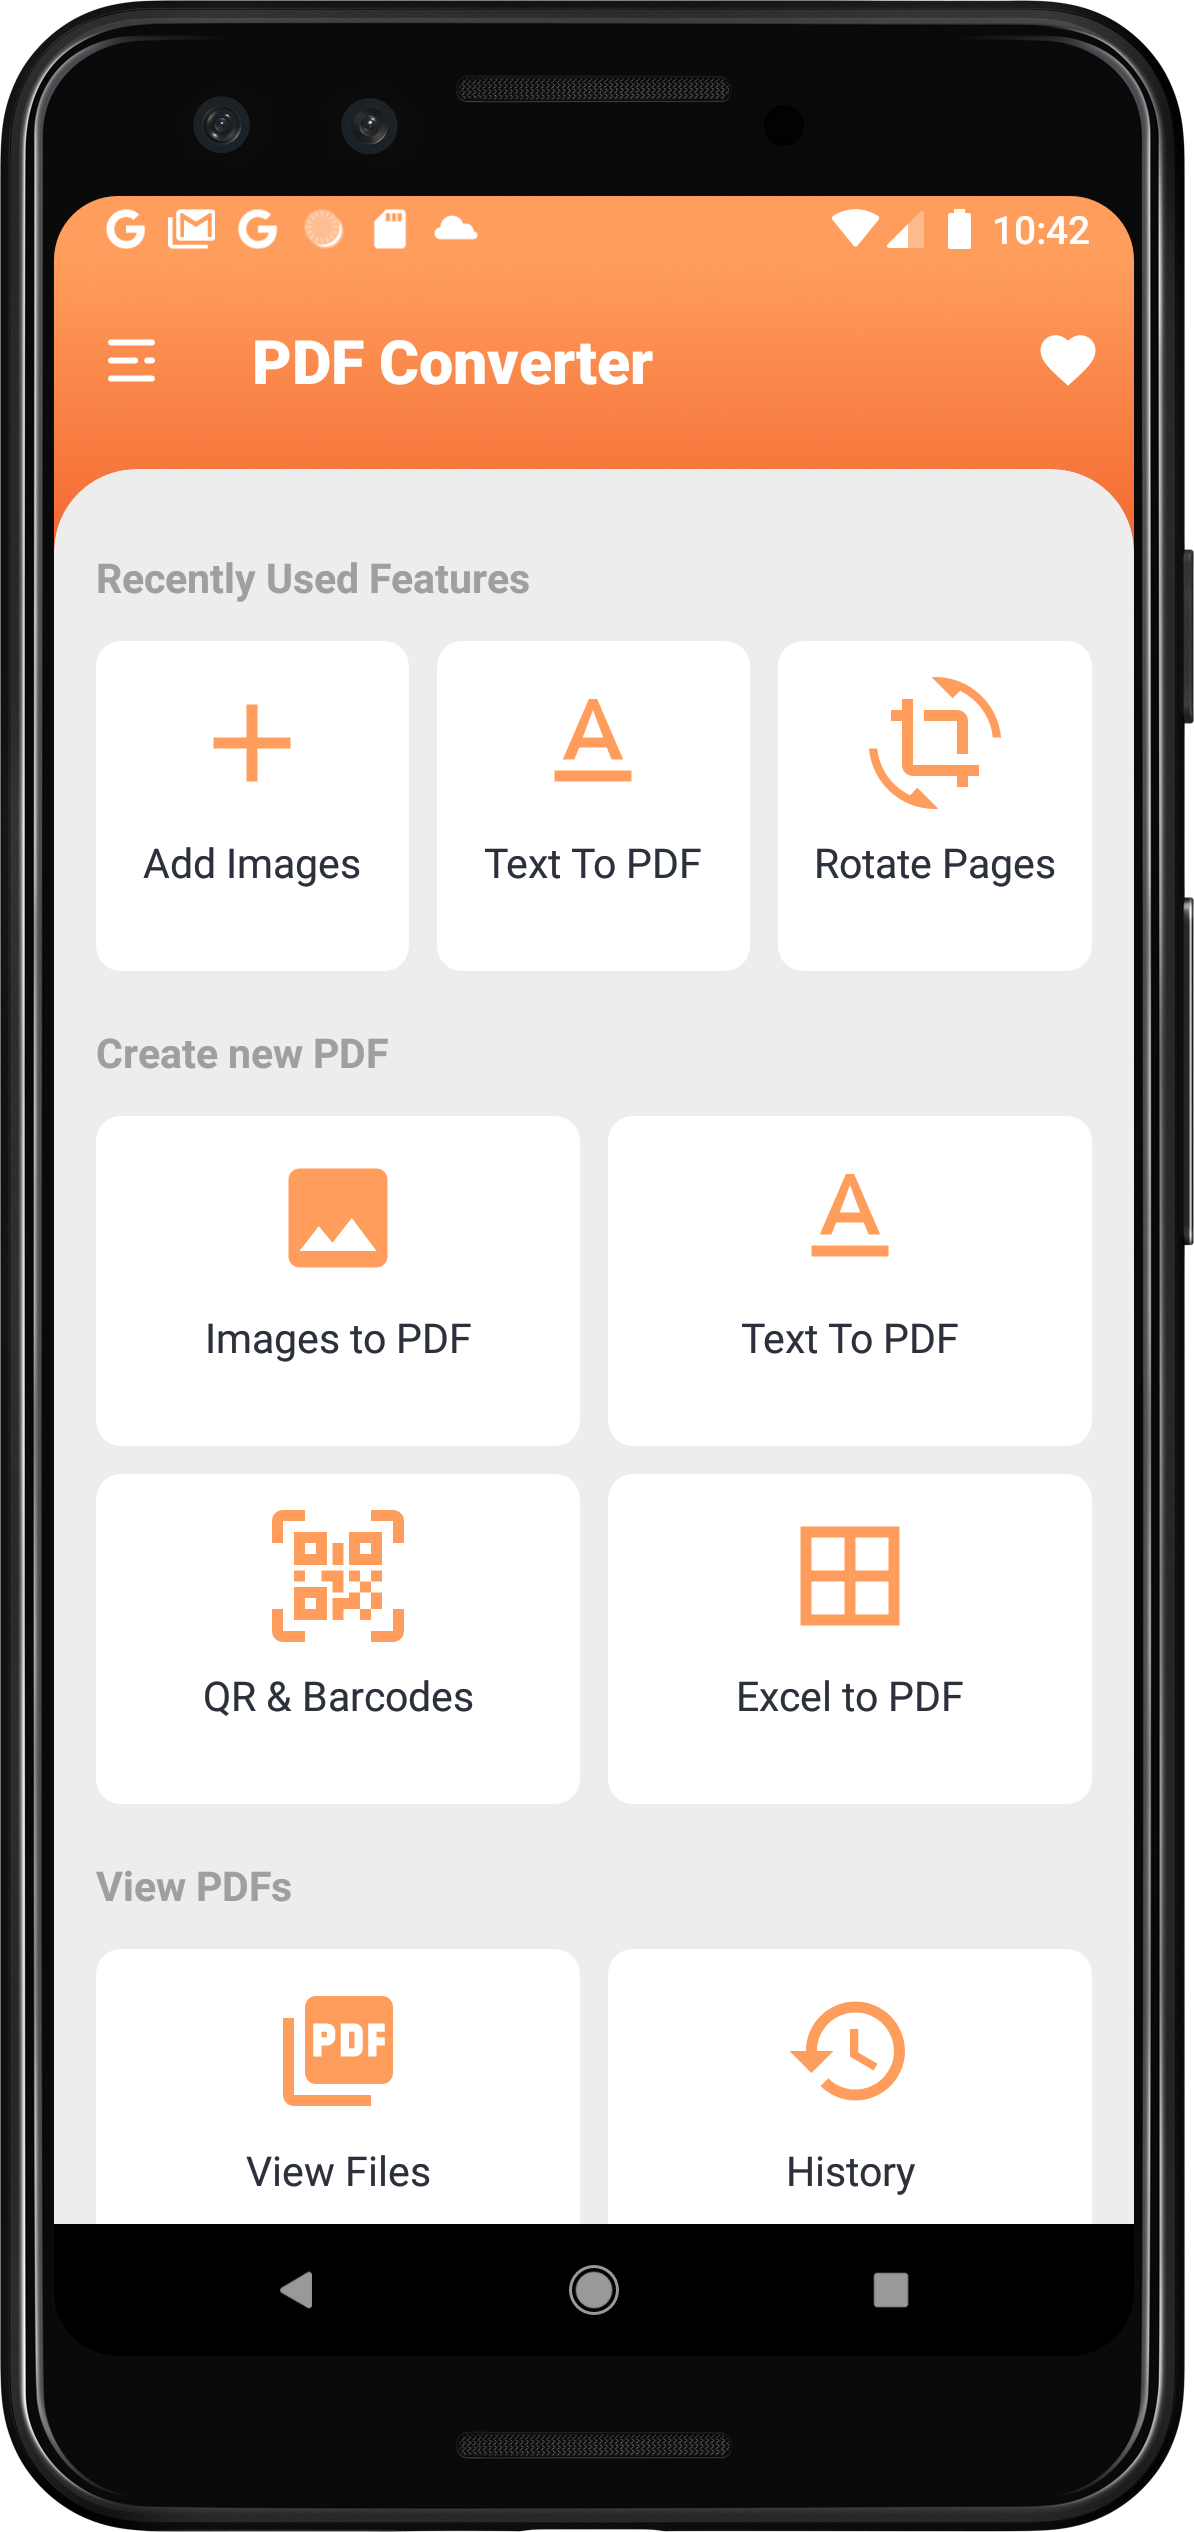 10:42
PDF Converter
Recently Used Features
Add Images
Text To PDF
Rotate Pages
Create new PDF
Images to PDF
Text To PDF
QR & Barcodes
Excel to PDF
View PDFs
PDF
View Files
History